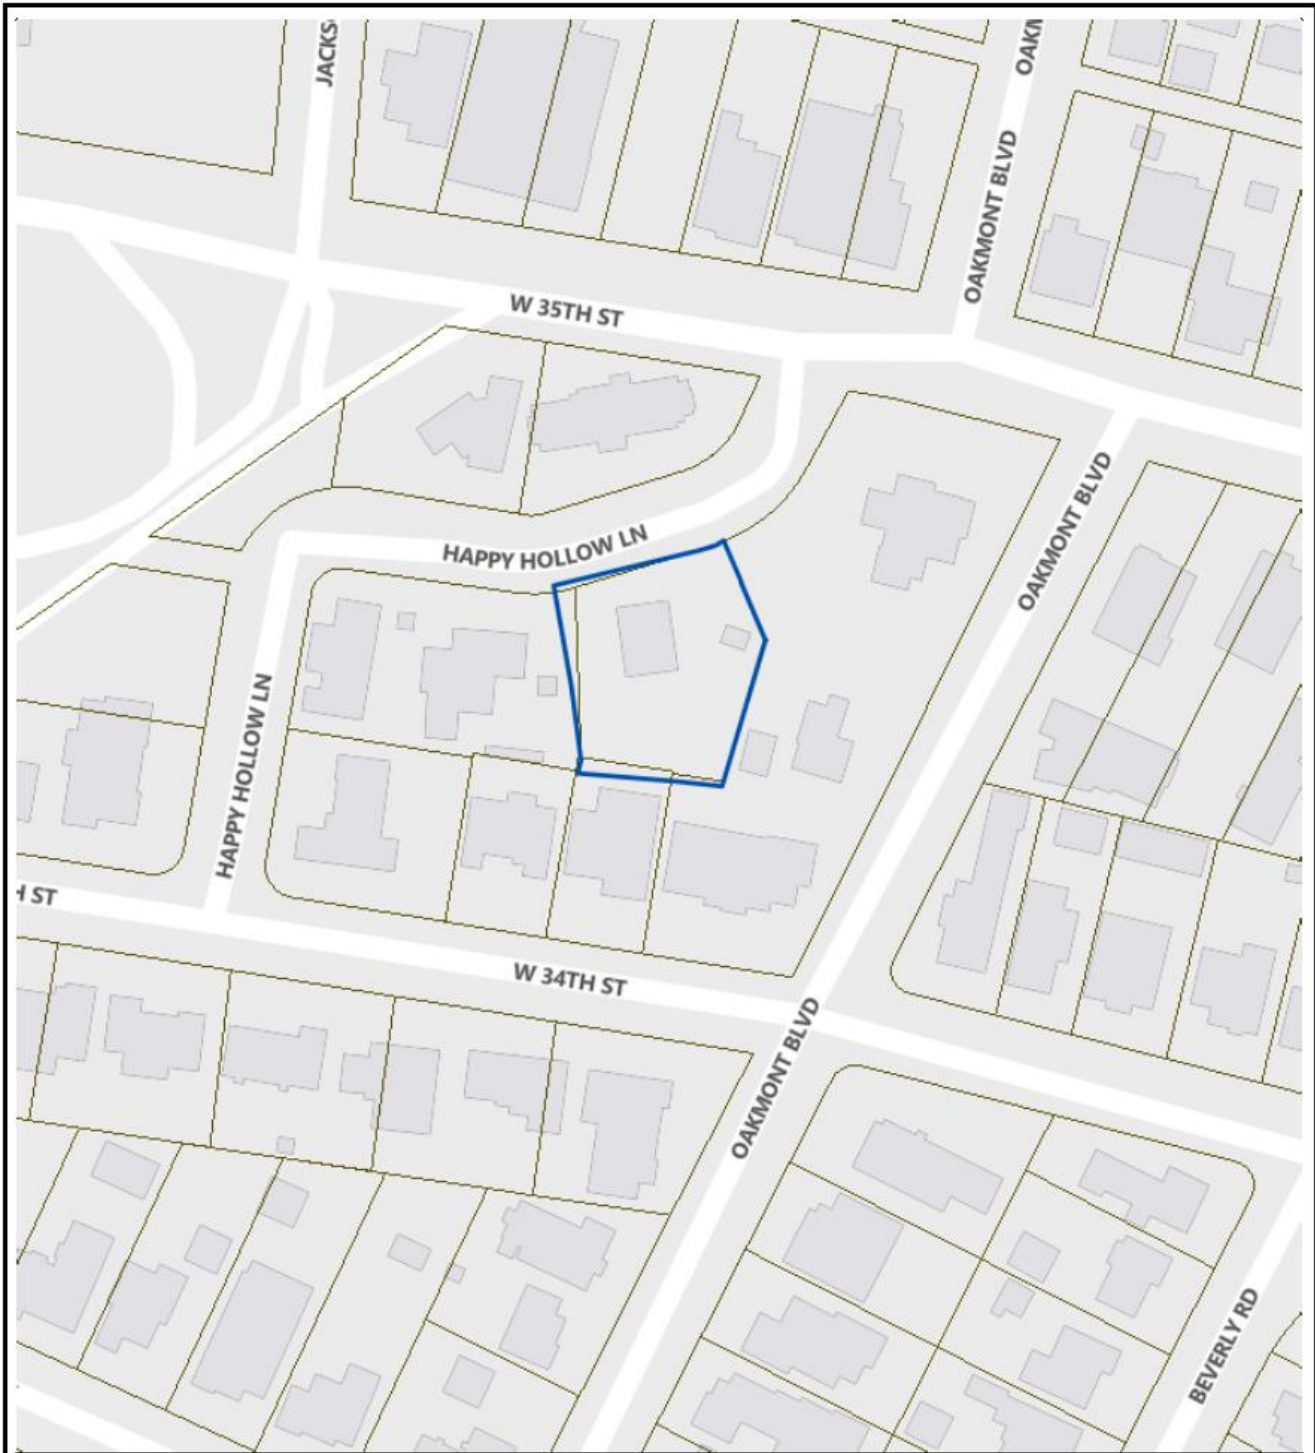 JACKS
OAKM
OAKMONT BLVD
W 35TH ST
OAKMONT BLVD
HAPPY HOLLOW LN
HAPPY HOLLOW LN
H ST
W 34TH ST
OAKMONT BLVD
BEVERLY RD